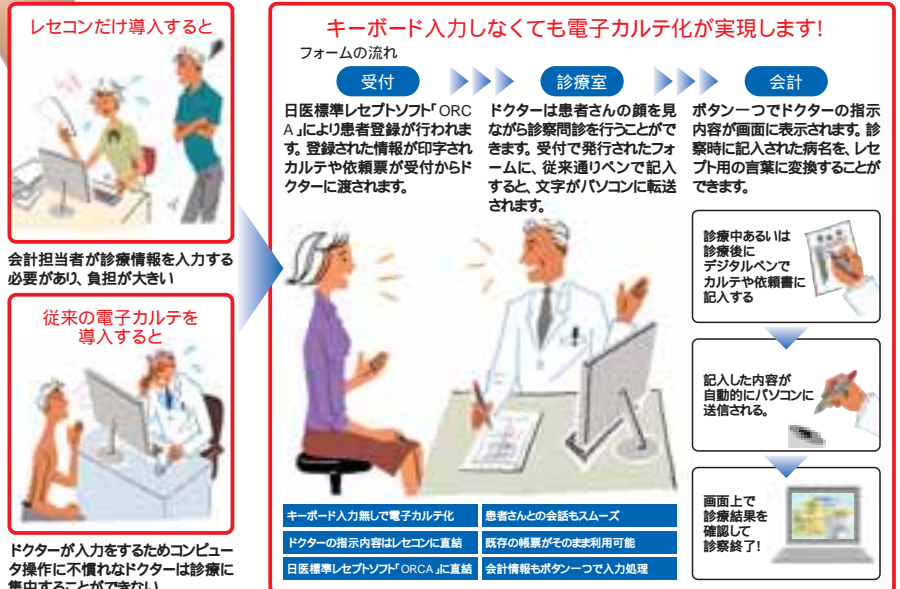 レセコンだけ導入すると
会計担当者が診療情報を入力する
必要があり、負担が大きい
従来の電子カルテを
導入すると
ドクターが入力をするためコンピュー
タ操作に不慣れなドクターは診療に
集中することができない
キーボード入力しなくても電子カルテ化が実現します!
フォームの流れ
受付
日医標準レセプトソフト「ORC
A」により患者登録が行われま
す。登録された情報が印字され
カルテや依頼票が受付からド
クターに渡されます。
診療室
ドクターは患者さんの顔を見
ながら診察問診を行うことがで
きます。受付で発行されたフォ
ームに、従来通りペンで記入
すると、文字がパソコンに転送
されます。
会計
ボタン一つでドクターの指示
内容が画面に表示されます。診
察時に記入された病名を、レセ
プト用の言葉に変換することが
できます。
診療中あるいは
診療後に
デジタルペンで
カルテや依頼書に
記入する
記入した内容が
自動的にパソコンに
送信される。
画面上で
診療結果を
確認して
診察終了!
キーボード入力無しで電子カルテ化
患者さんとの会話もスムーズ
ドクターの指示内容はレセコンに直結
既存の帳票がそのまま利用可能
日医標準レセプトソフト「ORCA」に直結
会計情報もボタン一つで入力処理